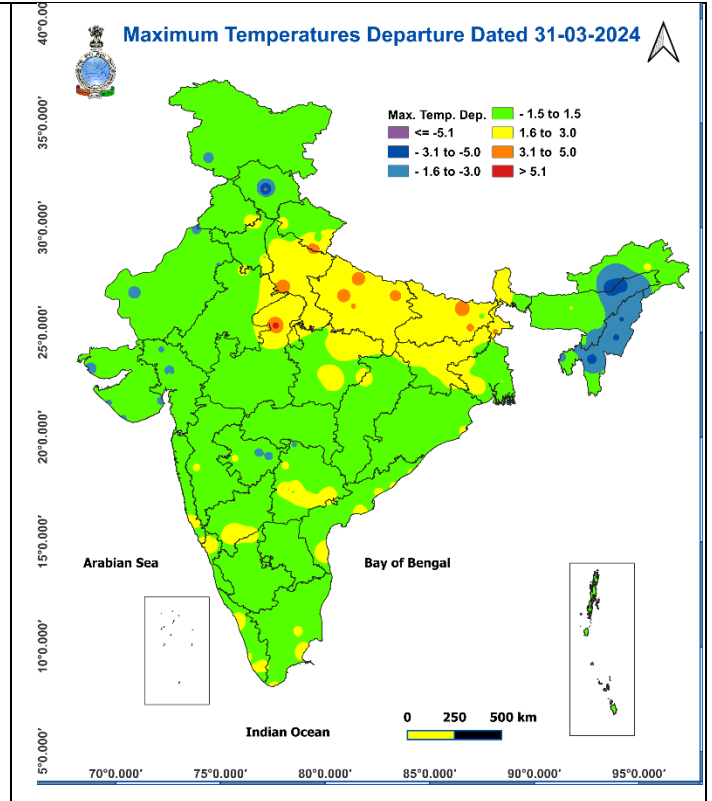 Maximum Temperatures Departure Dated 31-03-2024
Max. Temp. Dep.
<= -5.1
- 3.1 to -5.0
- 1.6 to -3.0
- 1.5 to 1.5
1.6 to 3.0
3.1 to 5.0
> 5.1
40°0.000'
35°0.000'
30°0.000'
25°0.000'
20°0.000'
15°0.000'
10°0.000'
5°0.000'
Arabian Sea
Bay of Bengal
Indian Ocean
0 250 500 km
70°0.000' 75°0.000' 80°0.000' 85°0.000' 90°0.000' 95°0.000'